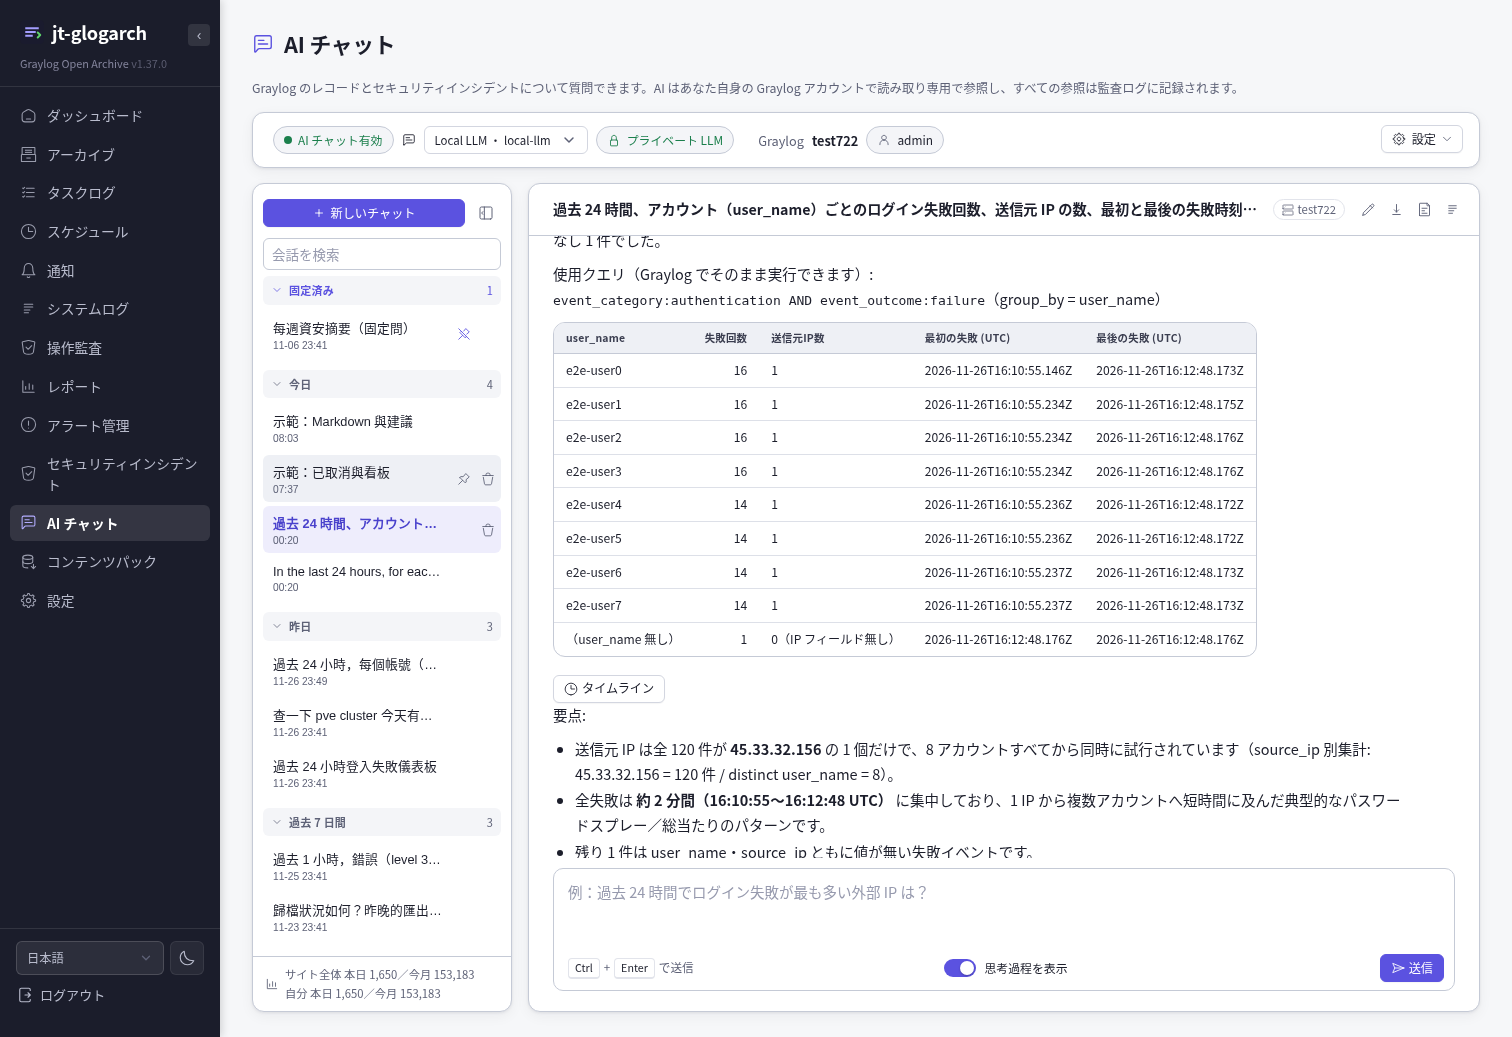 jt-glogarch
Graylog Open Archive v1.37.0
ダッシュボード
アーカイブ
タスクログ
スケジュール
通知
システムログ
操作監査
レポート
アラート管理
セキュリティインシデン
ト
AI チャット
コンテンツパック
設定
日本語
ログアウト
AI チャット
Graylog のレコードとセキュリティインシデントについて質問できます。AI はあなた自身の Graylog アカウントで読み取り専用で参照し、すべての参照は監査ログに記録されます。
AI チャット有効
Local LLM・local-llm
プライベート LLM
Graylog test722
admin
設定
+ 新しいチャット
会話を検索
固定済み 1
每週資安摘要（固定問）
11-06 23:41
今日 4
示範：Markdown 與建議
08:03
示範：已取消與看板
07:37
過去 24 時間、アカウント…
00:20
In the last 24 hours, for eac…
00:20
昨日 3
過去 24 小時，每個帳號（…
11-26 23:49
查一下 pve cluster 今天有…
11-26 23:41
過去 24 小時登入失敗儀表板
11-26 23:41
過去 7 日間 3
過去 1 小時，錯誤（level 3…
11-25 23:41
歸檔狀況如何？昨晚的匯出…
11-23 23:41
サイト全体 本日 1,650／今月 153,183
自分 本日 1,650／今月 153,183
過去 24 時間、アカウント（user_name）ごとのログイン失敗回数、送信元 IP の数、最初と最後の失敗時刻…
test722
なし 1 件でした。
使用クエリ（Graylog でそのまま実行できます）:
event_category:authentication AND event_outcome:failure（group_by = user_name）
user_name 失敗回数 送信元IP数 最初の失敗 (UTC) 最後の失敗 (UTC)
e2e-user0 16 1 2026-11-26T16:10:55.146Z 2026-11-26T16:12:48.173Z
e2e-user1 16 1 2026-11-26T16:10:55.234Z 2026-11-26T16:12:48.175Z
e2e-user2 16 1 2026-11-26T16:10:55.234Z 2026-11-26T16:12:48.176Z
e2e-user3 16 1 2026-11-26T16:10:55.234Z 2026-11-26T16:12:48.176Z
e2e-user4 14 1 2026-11-26T16:10:55.236Z 2026-11-26T16:12:48.176Z
e2e-user5 14 1 2026-11-26T16:10:55.236Z 2026-11-26T16:12:48.172Z
e2e-user6 14 1 2026-11-26T16:10:55.237Z 2026-11-26T16:12:48.173Z
e2e-user7 14 1 2026-11-26T16:10:55.237Z 2026-11-26T16:12:48.173Z
（user_name 無し） 1 0（IP フィールド無し） 2026-11-26T16:12:48.176Z 2026-11-26T16:12:48.176Z
タイムライン
要点:
送信元 IP は全 120 件が 45.33.32.156 の 1 個だけで、8 アカウントすべてから同時に試行されています（source_ip 別集計:
45.33.32.156 = 120 件 / distinct user_name = 8）。
全失敗は 約 2 分間（16:10:55〜16:12:48 UTC） に集中しており、1 IP から複数アカウントへ短時間に及んだ典型的なパスワー
ドスプレー／総当たりのパターンです。
残り 1 件は user_name・source_ip ともに値が無い失敗イベントです。
例：過去 24 時間でログイン失敗が最も多い外部 IP は？
Ctrl + Enter で送信
思考過程を表示
送信